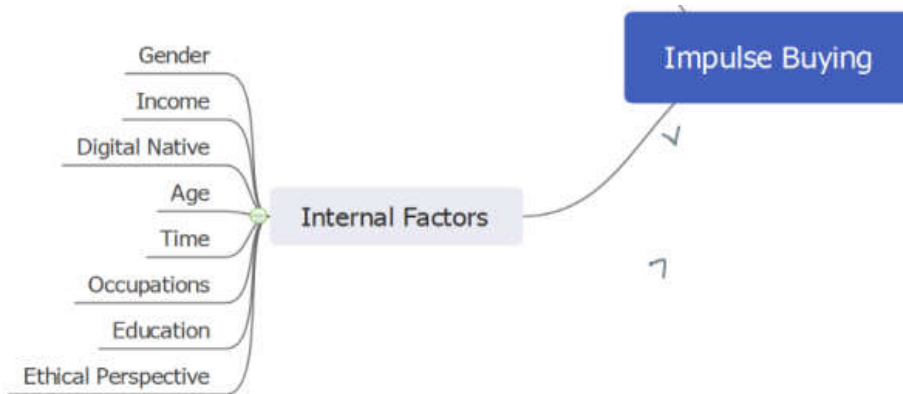 Impulse Buying
Gender
Income
Digital Native
Age
Time
Internal Factors
Occupations
Education
Ethical Perspective